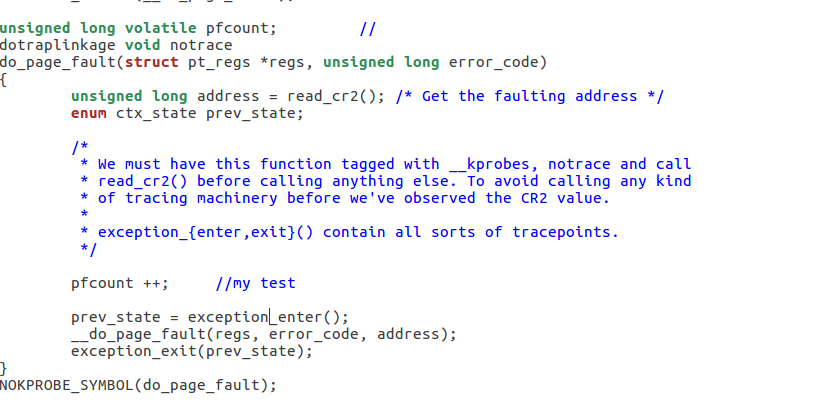 unsigned long volatile pfcount;          //
dotraplinkage void notrace
do_page_fault(struct pt_regs *regs, unsigned long error_code)
{
        unsigned long address = read_cr2(); /* Get the faulting address */
        enum ctx_state prev_state;

        /*
         * We must have this function tagged with __kprobes, notrace and call
         * read_cr2() before calling anything else. To avoid calling any kind
         * of tracing machinery before we've observed the CR2 value.
         *
         * exception_{enter,exit}() contain all sorts of tracepoints.
         */

        pfcount ++;      //my test

        prev_state = exception_enter();
        __do_page_fault(regs, error_code, address);
        exception_exit(prev_state);
}
NOKPROBE_SYMBOL(do_page_fault);